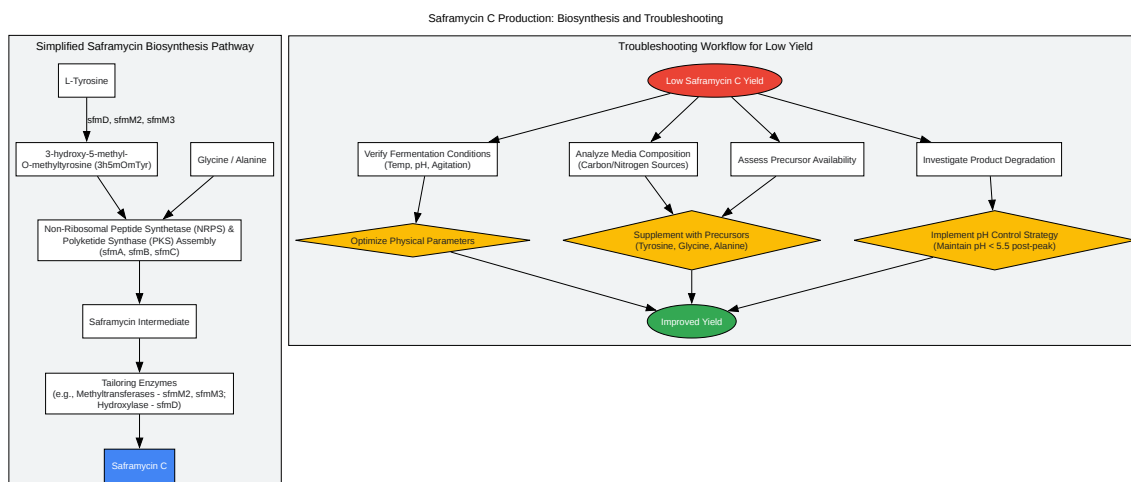 Saframycin C Production: Biosynthesis and Troubleshooting
Simplified Saframycin Biosynthesis Pathway
L-Tyrosine
sfmD, sfmM2, sfmM3
3-hydroxy-5-methyl-
O-methyltyrosine (3h5mOmTyr)
Glycine / Alanine
Non-Ribosomal Peptide Synthetase (NRPS) &
Polyketide Synthase (PKS) Assembly
(sfmA, sfmB, sfmC)
Saframycin Intermediate
Tailoring Enzymes
(e.g., Methyltransferases - sfmM2, sfmM3;
Hydroxylase - sfmD)
Saframycin C
Troubleshooting Workflow for Low Yield
Low Saframycin C Yield
Verify Fermentation Conditions
(Temp, pH, Agitation)
Analyze Media Composition
(Carbon/Nitrogen Sources)
Assess Precursor Availability
Investigate Product Degradation
Optimize Physical Parameters
Supplement with Precursors
(Tyrosine, Glycine, Alanine)
Implement pH Control Strategy
(Maintain pH < 5.5 post-peak)
Improved Yield